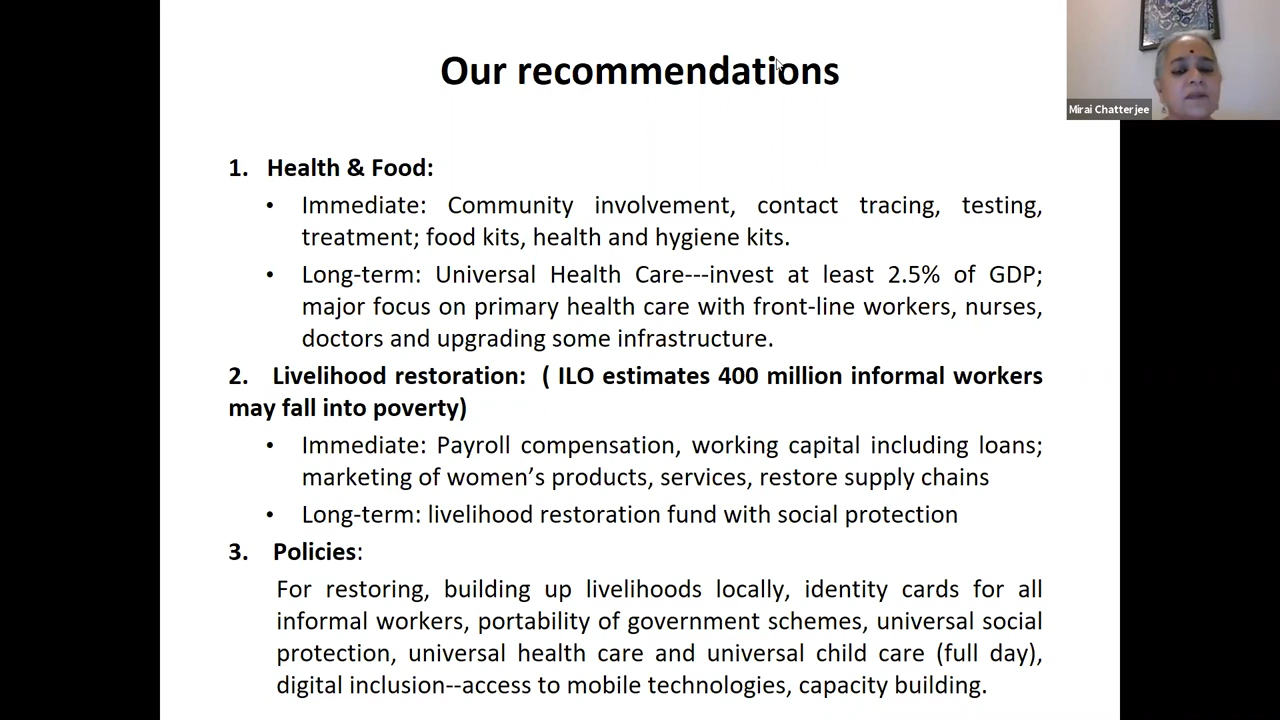 Our recommendations
Mirai Chatterjee
1. Health & Food:
• Immediate: Community involvement, contact tracing, testing,
treatment; food kits, health and hygiene kits.
• Long-term: Universal Health Care---invest at least 2.5% of GDP;
major focus on primary health care with front-line workers, nurses,
doctors and upgrading some infrastructure.
2. Livelihood restoration: ( ILO estimates 400 million informal workers
may fall into poverty)
• Immediate: Payroll compensation, working capital including loans;
marketing of women’s products, services, restore supply chains
• Long-term: livelihood restoration fund with social protection
3. Policies:
For restoring, building up livelihoods locally, identity cards for all
informal workers, portability of government schemes, universal social
protection, universal health care and universal child care (full day),
digital inclusion--access to mobile technologies, capacity building.